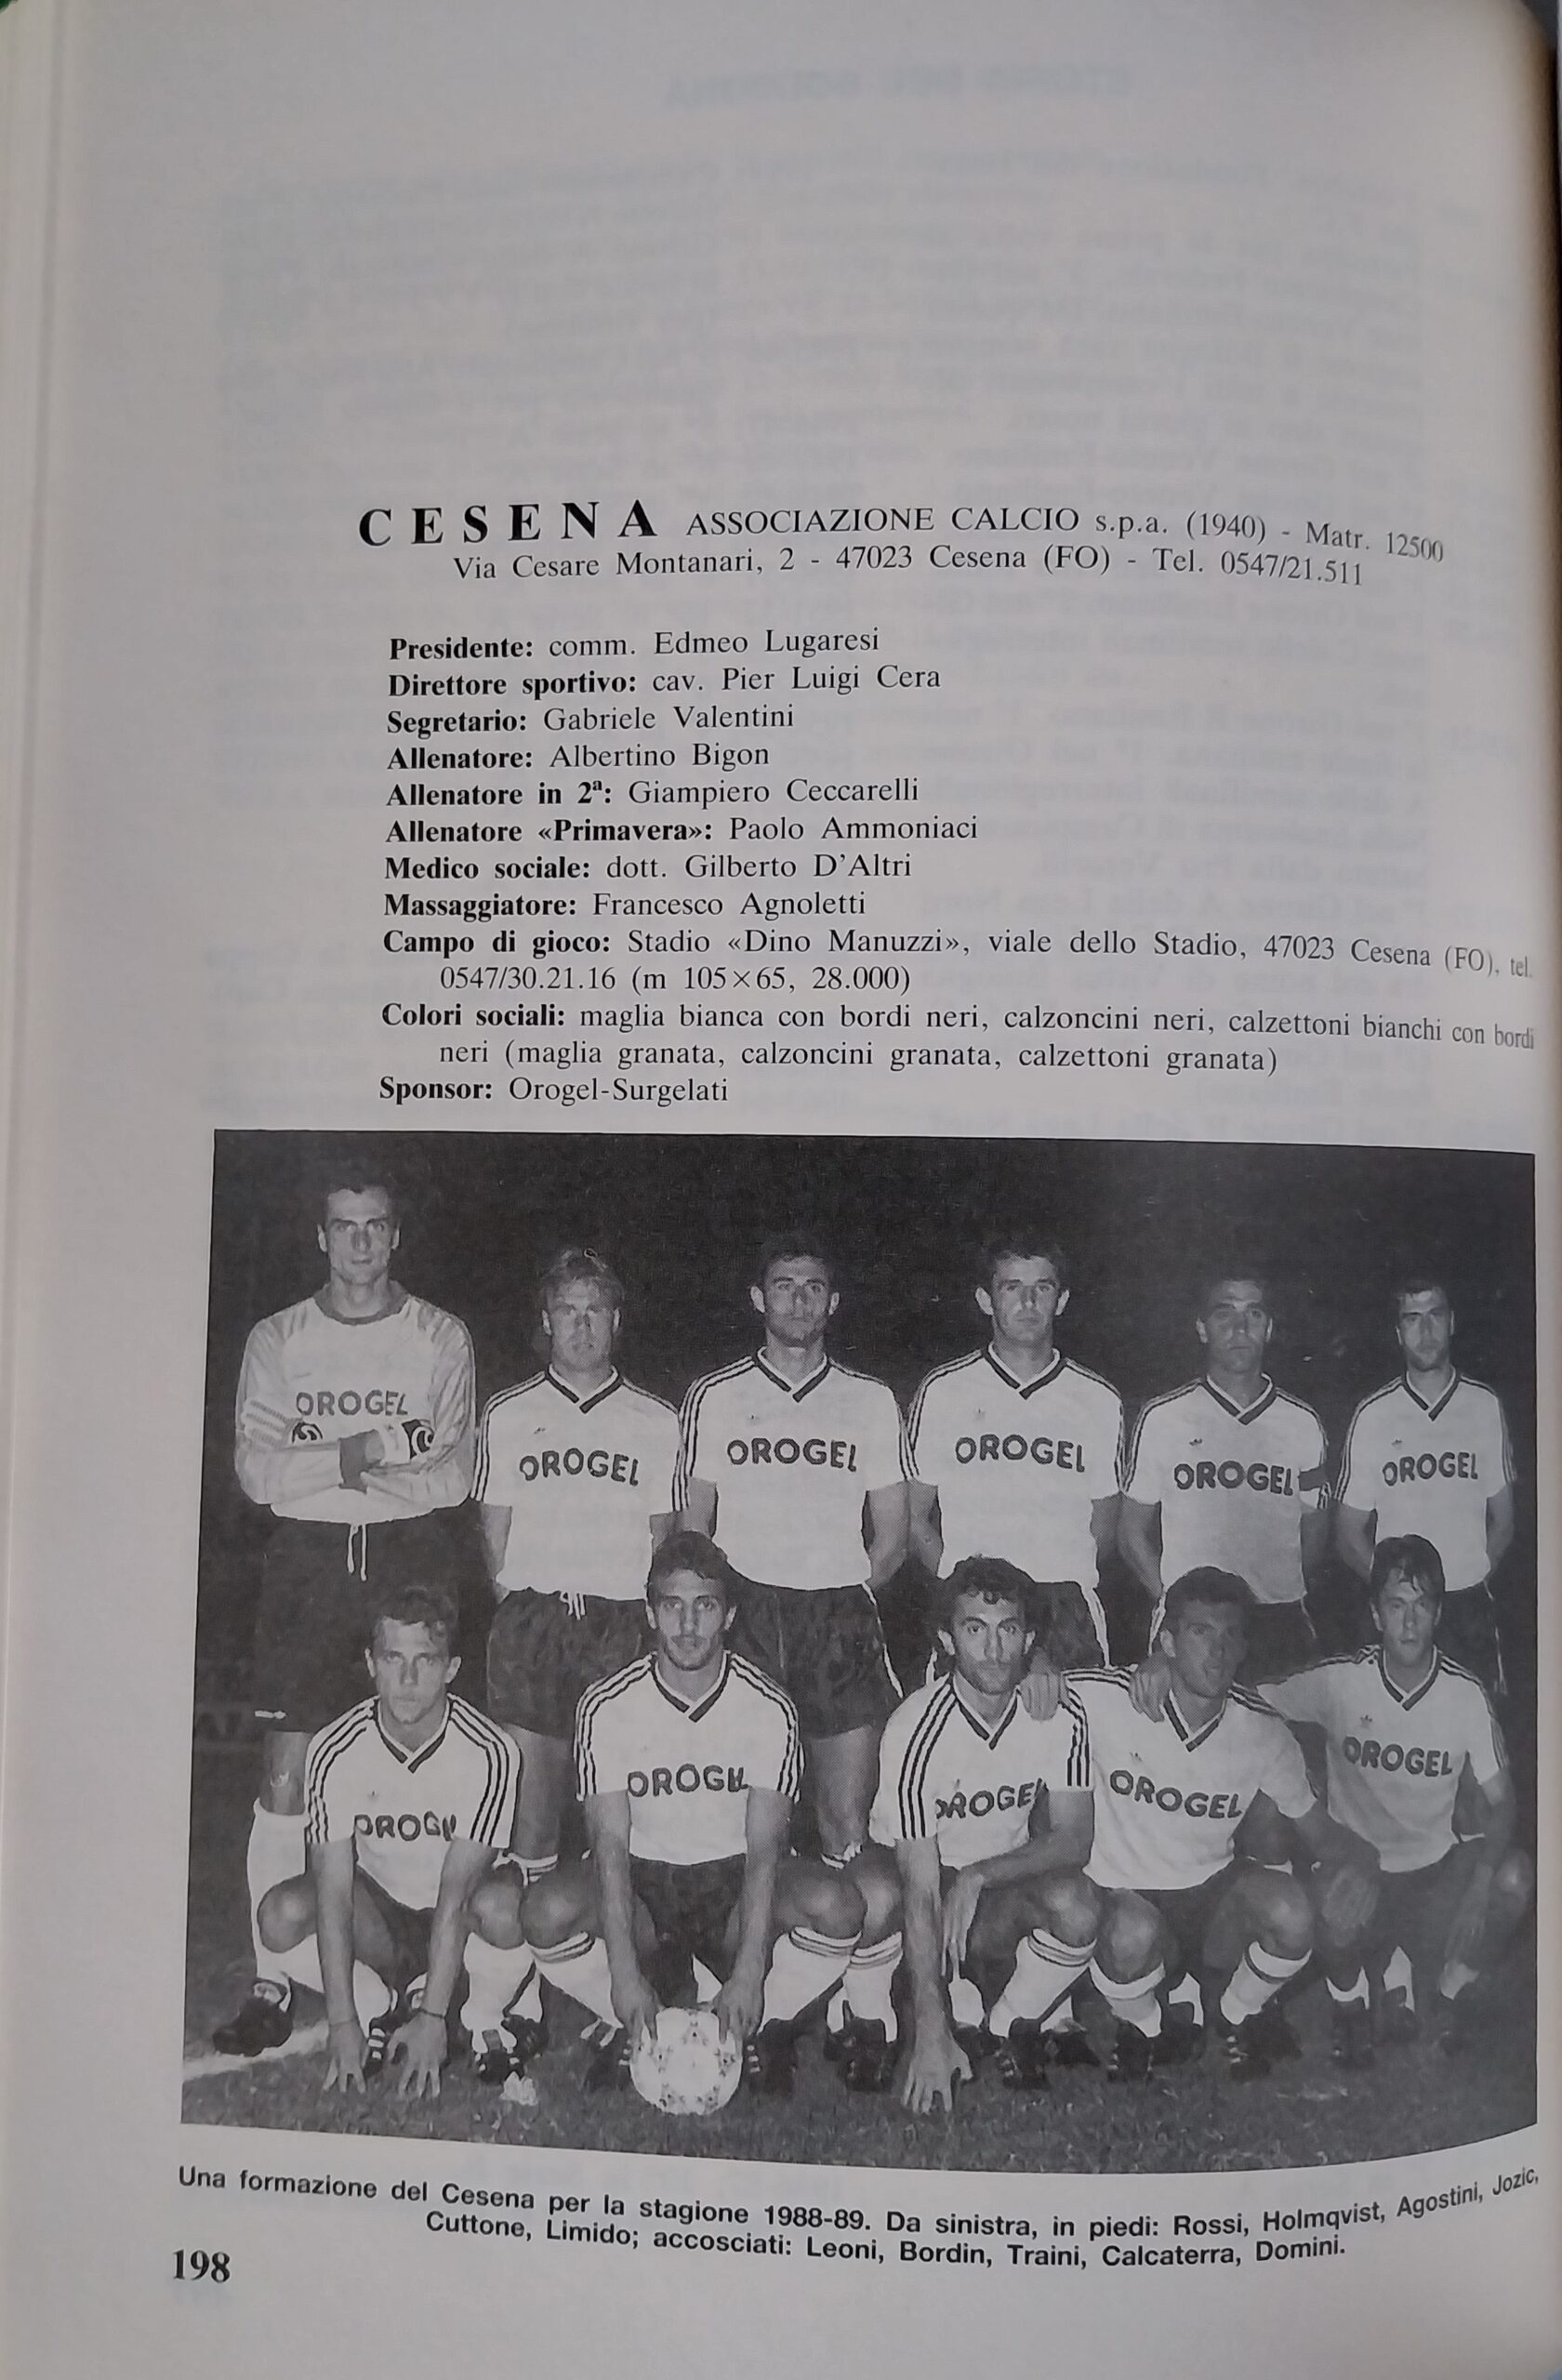 CESENA ASSOCIAZIONE CALCIO s.p.a. (1940) - Matr. 12500
Via Cesare Montanari, 2 - 47023 Cesena (FO) - Tel. 0547/21.511
Presidente: comm. Edmeo Lugaresi
Direttore sportivo: cav. Pier Luigi Cera
Segretario: Gabriele Valentini
Allenatore: Albertino Bigon
Allenatore in 2ª: Giampiero Ceccarelli
Allenatore «Primavera»: Paolo Ammoniaci
Medico sociale: dott. Gilberto D'Altri
Massaggiatore: Francesco Agnoletti
Campo di gioco: Stadio «Dino Manuzzi», viale dello Stadio, 47023 Cesena (FO), tel.
0547/30.21.16 (m 105×65, 28.000)
Colori sociali: maglia bianca con bordi neri, calzoncini neri, calzettoni bianchi con bordi
neri (maglia granata, calzoncini granata, calzettoni granata)
Sponsor: Orogel-Surgelati
OROGEL
OROGEL
OROGEL
OROGEL
OROGEL
OROGEL
OROGEL
OROGEL
OROGEL
OROGEL
OROGEL
Una formazione del Cesena per la stagione 1988-89. Da sinistra, in piedi: Rossi, Holmqvist, Agostini, Jozic,
Cuttone, Limido; accosciati: Leoni, Bordin, Traini, Calcaterra, Domini.
198